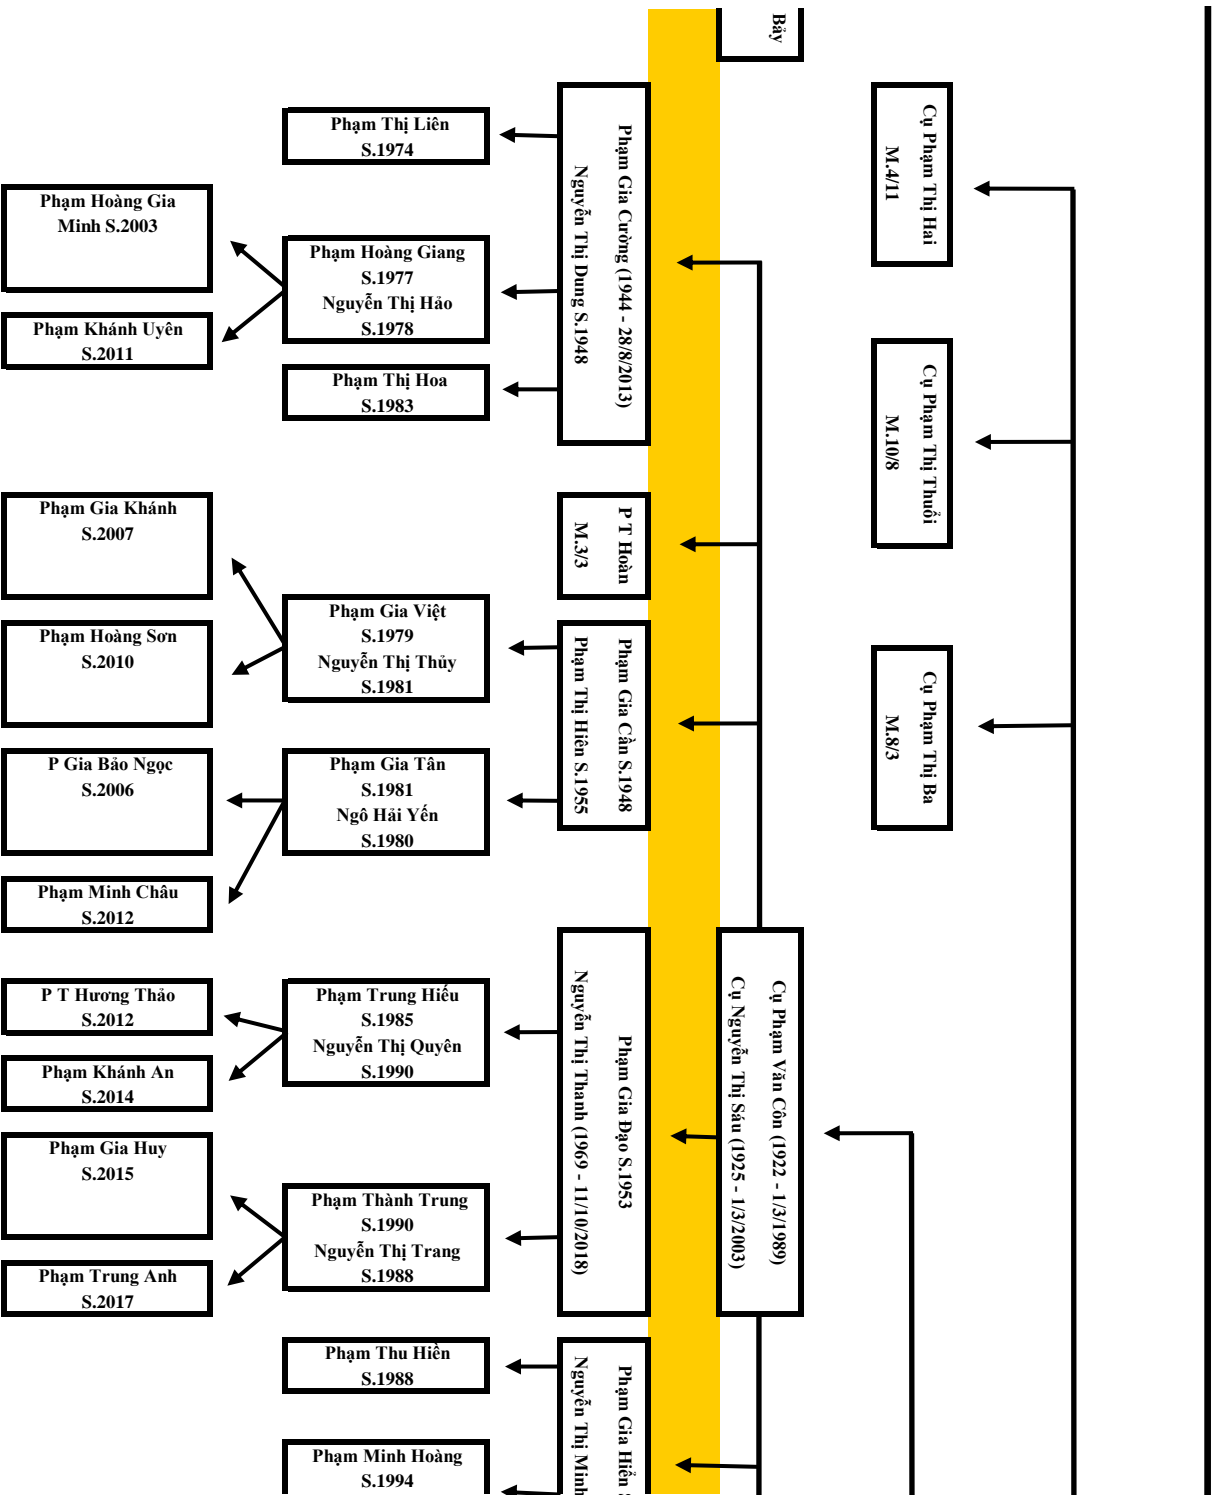 Bảy
Cụ Phạm Thị Hai
M.4/11
Cụ Phạm Thị Thuổi
M.10/8
Cụ Phạm Thị Ba
M.8/3
Cụ Phạm Văn Côn (1922 - 1/3/1989)
Cụ Nguyễn Thị Sáu (1925 - 1/3/2003)
Phạm Gia Cường (1944 - 28/8/2013)
Nguyễn Thị Dung S.1948
P T Hoàn
M.3/3
Phạm Gia Cần S.1948
Phạm Thị Hiên S.1955
Phạm Gia Đạo S.1953
Nguyễn Thị Thanh (1969 - 11/10/2018)
Phạm Gia Hiển
Nguyễn Thị Minh
Phạm Thị Liên
S.1974
Phạm Hoàng Giang
S.1977
Nguyễn Thị Hảo
S.1978
Phạm Thị Hoa
S.1983
Phạm Gia Việt
S.1979
Nguyễn Thị Thủy
S.1981
Phạm Gia Tân
S.1981
Ngô Hải Yến
S.1980
Phạm Trung Hiếu
S.1985
Nguyễn Thị Quyên
S.1990
Phạm Thành Trung
S.1990
Nguyễn Thị Trang
S.1988
Phạm Thu Hiền
S.1988
Phạm Minh Hoàng
S.1994
Phạm Hoàng Gia
Minh S.2003
Phạm Khánh Uyên
S.2011
Phạm Gia Khánh
S.2007
Phạm Hoàng Sơn
S.2010
P Gia Bảo Ngọc
S.2006
Phạm Minh Châu
S.2012
P T Hương Thảo
S.2012
Phạm Khánh An
S.2014
Phạm Gia Huy
S.2015
Phạm Trung Anh
S.2017